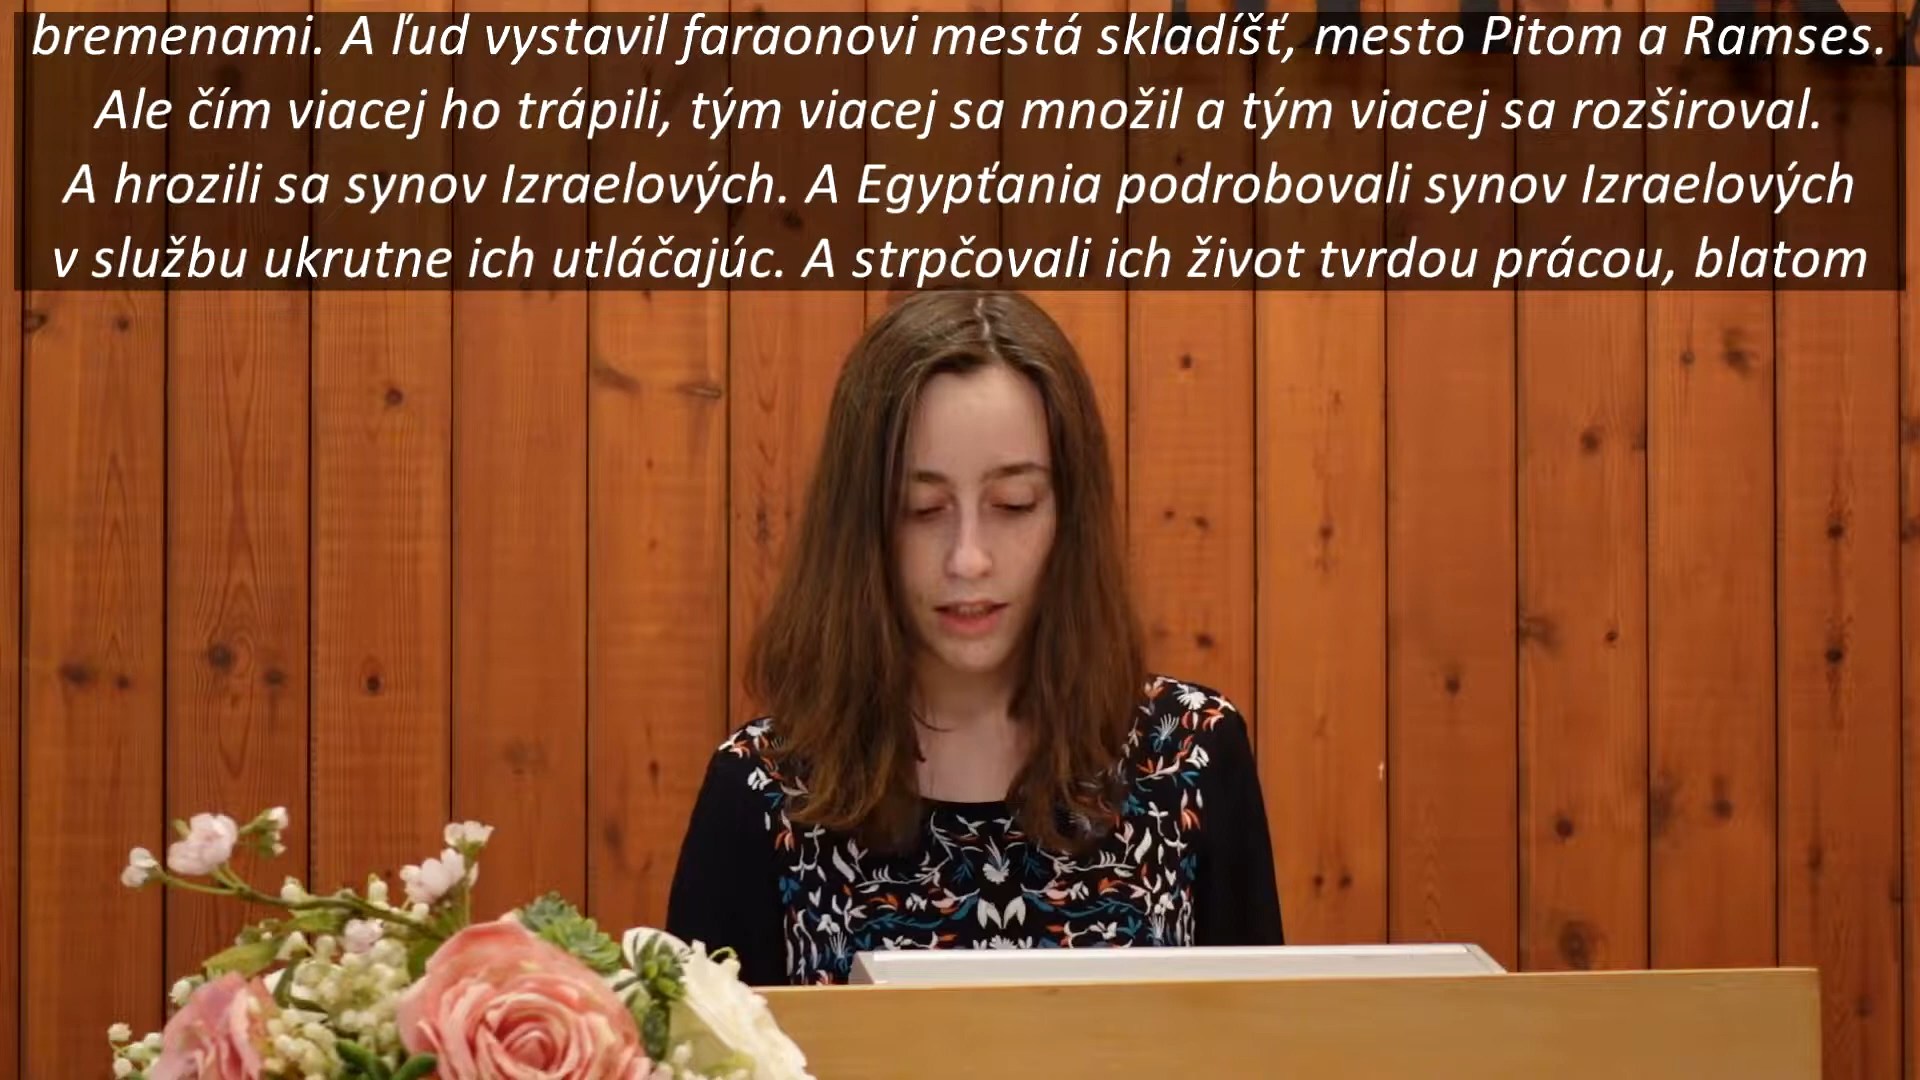 bremenami. A ľud vystavil faraonovi mestá skladíšť, mesto Pitom a Ramses.
Ale čím viacej ho trápili, tým viacej sa množil a tým viacej sa rozširoval.
A hrozili sa synov Izraelových. A Egypťania podrobovali synov Izraelových
v službu ukrutne ich utláčajúc. A strpčovali ich život tvrdou prácou, blatom